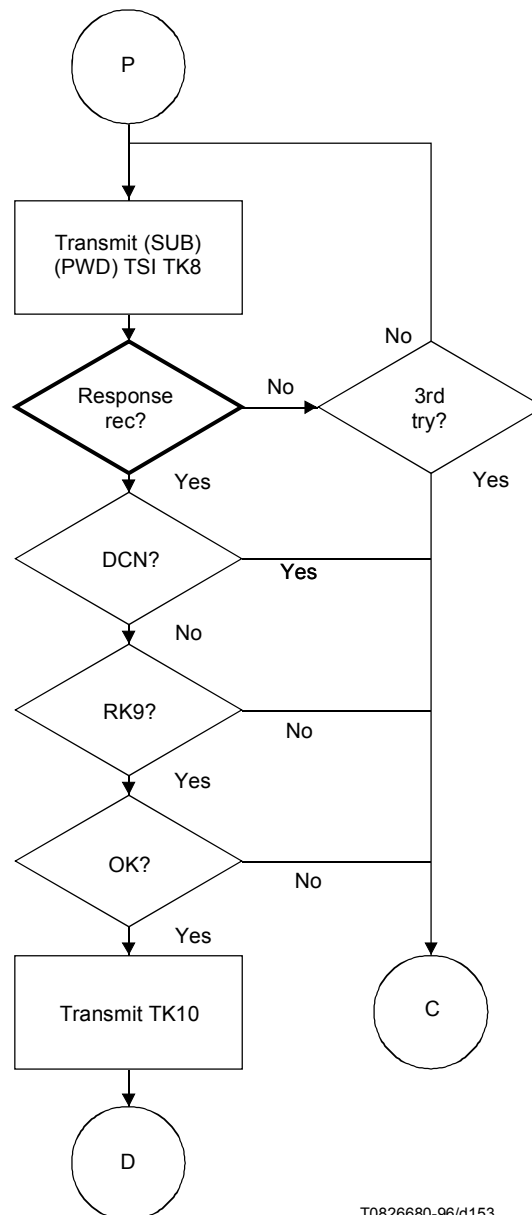 P
Transmit (SUB)
(PWD) TSI TK8
No
Response
rec?
No
3rd
try?
Yes
Yes
DCN?
Yes
No
RK9?
No
Yes
OK?
No
Yes
Transmit TK10
C
D
T0826680-96/d153